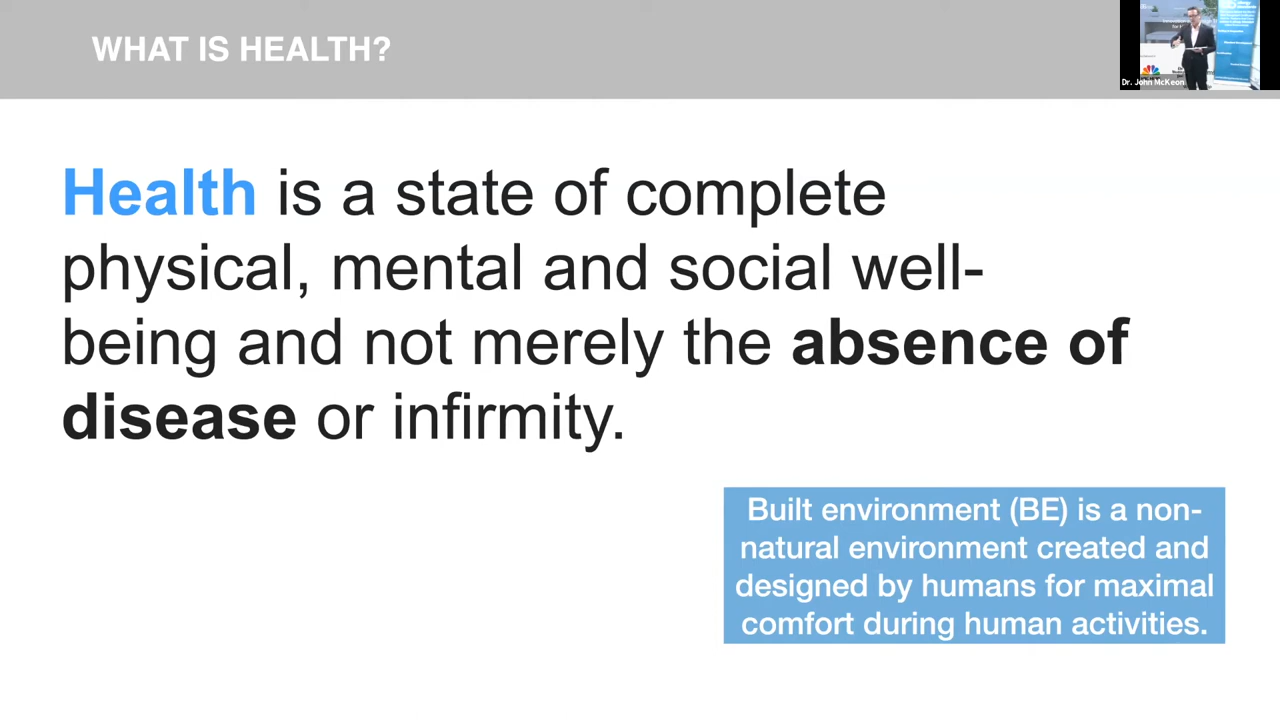 WHAT IS HEALTH?
Dr. John McKeon
Health is a state of complete
physical, mental and social well-
being and not merely the absence of
disease or infirmity.
Built environment (BE) is a non-
natural environment created and
designed by humans for maximal
comfort during human activities.